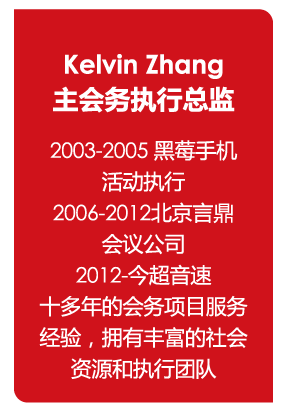 Kelvin Zhang
主会务执行总监
2003-2005 黑莓手机
活动执行
2006-2012北京言鼎
会议公司
2012-今超音速
十多年的会务项目服务
经验，拥有丰富的社会
资源和执行团队